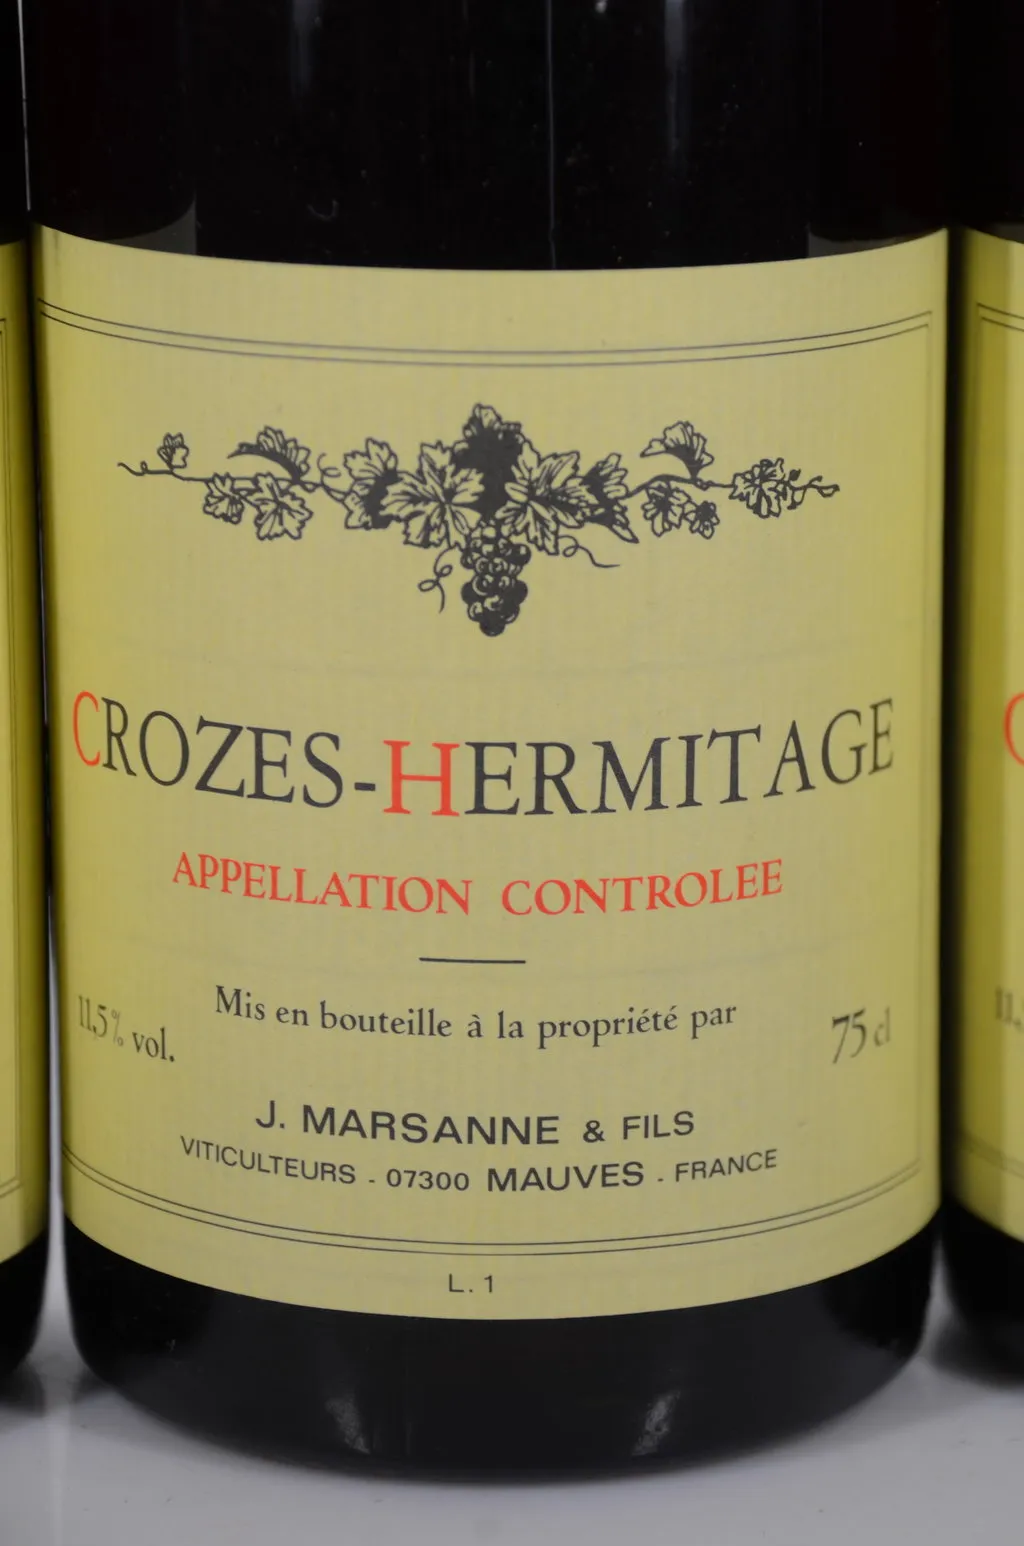 CROZES-HERMITAGE
APPELLATION CONTROLEE
Mis en bouteille à la propriété par
11,5% vol.
75 cl
J. MARSANNE & FILS
VITICULTEURS . 07300 MAUVES . FRANCE
L. 1